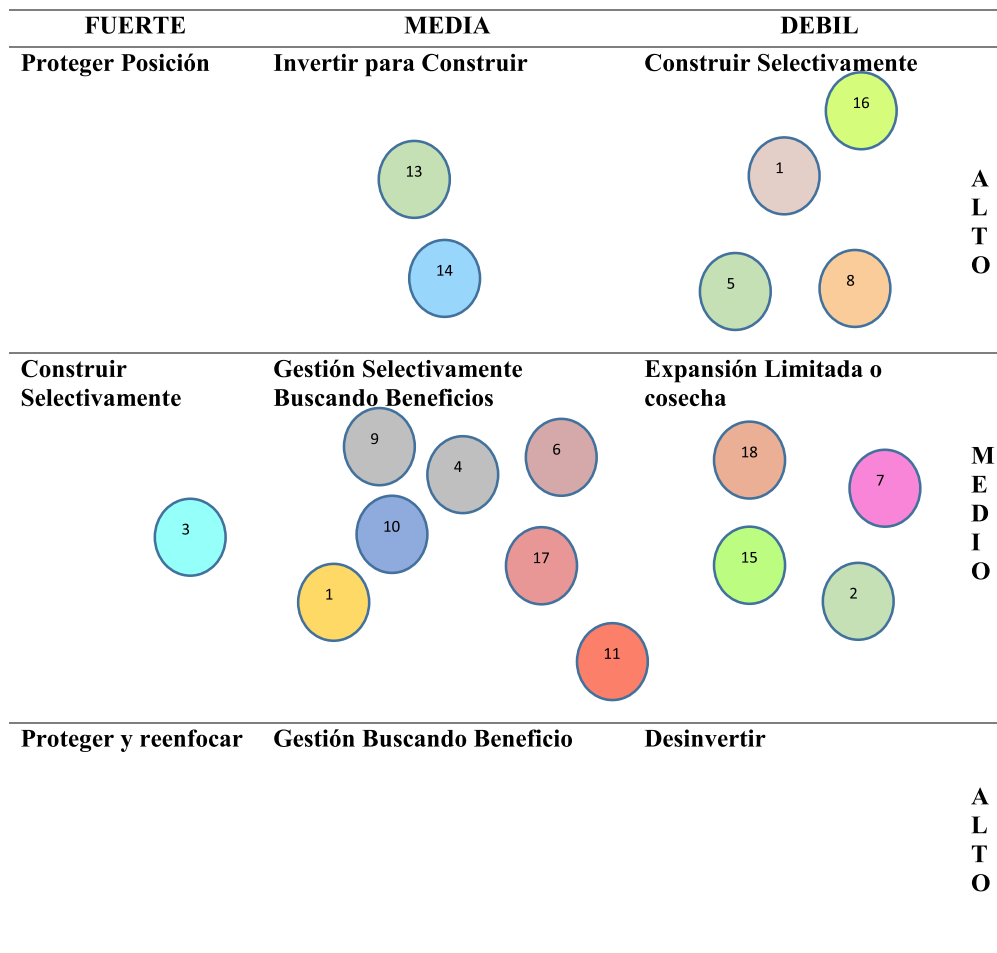 FUERTE MEDIA DEBIL
Proteger Posición Invertir para Construir Construir Selectivamente
16
1
13
14
5 8
A
L
T
O
Construir Gestión Selectivamente Expansión Limitada o
Selectivamente Buscando Beneficios cosecha
9 4 6 18 7
3 10 17 15 2
1
11
M
E
D
I
O
Proteger y reenfocar Gestión Buscando Beneficio Desinvertir
A
L
T
O